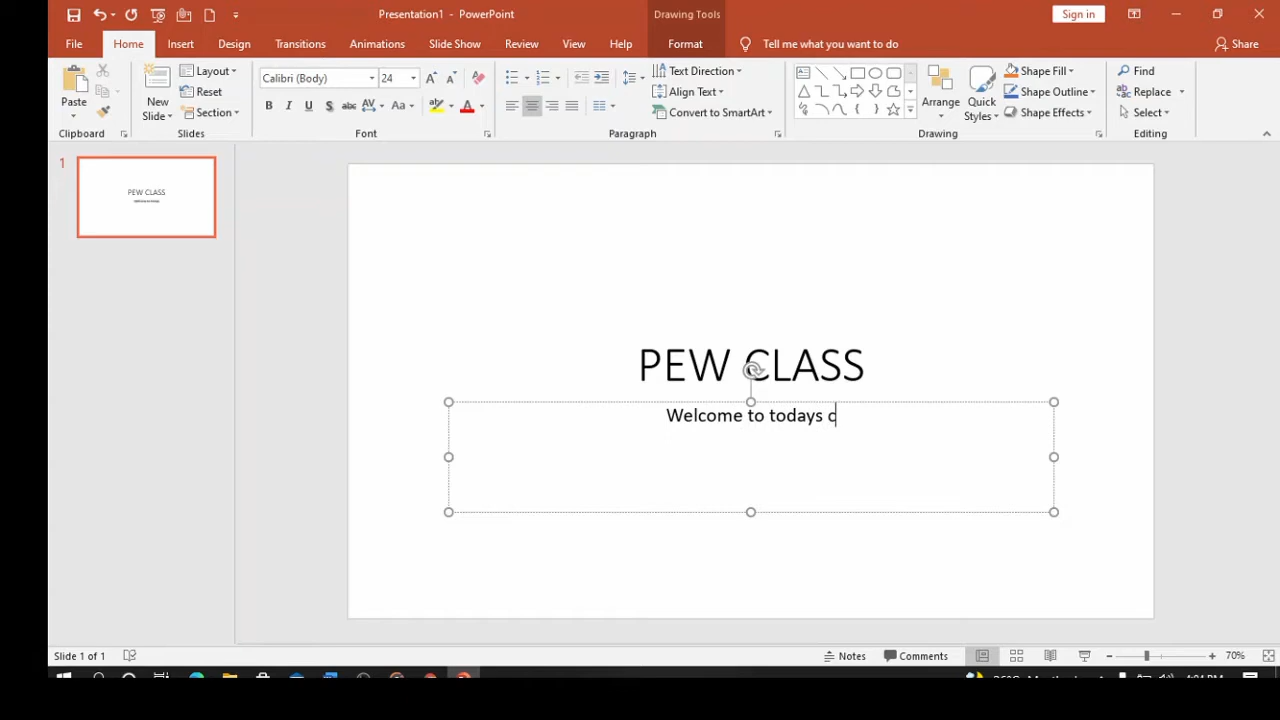 Presentation1 - PowerPoint
Drawing Tools
Sign in
File Home Insert Design Transitions Animations Slide Show Review View Help Format Tell me what you want to do Share
Paste
New Slide
Layout
Reset
Section
Calibri (Body) 24
B I U S abc AV Aa A
Text Direction
Align Text
Convert to SmartArt
Arrange
Quick Styles
Shape Fill
Shape Outline
Shape Effects
Find
Replace
Select
Clipboard Slides Font Paragraph Drawing Editing
1
PEW CLASS
PEW CLASS
Welcome to todays c
Slide 1 of 1
Notes Comments 70%